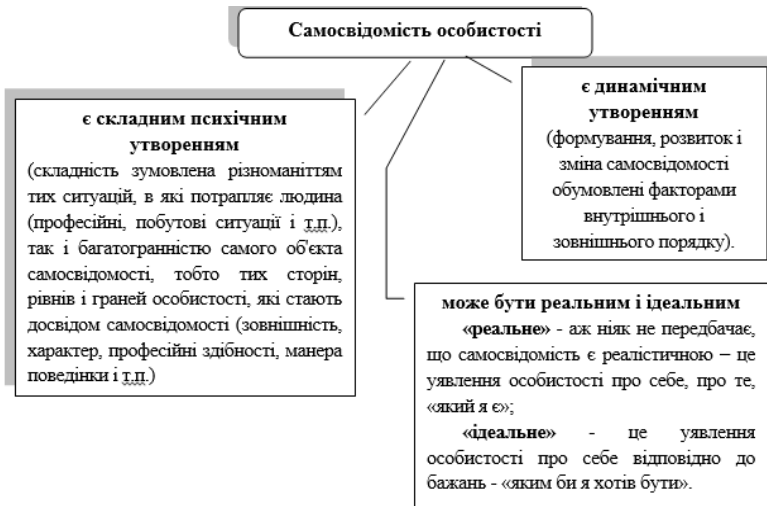 Самосвідомість особистості
є складним психічним
утворенням
(складність зумовлена різноманіттям
тих ситуацій, в які потрапляє людина
(професійні, побутові ситуації і т.п.),
так і багатогранністю самого об'єкта
самосвідомості, тобто тих сторін,
рівнів і граней особистості, які стають
досвідом самосвідомості (зовнішність,
характер, професійні здібності, манера
поведінки і т.п.)
є динамічним
утворенням
(формування, розвиток і
зміна самосвідомості
обумовлені факторами
внутрішнього і
зовнішнього порядку).
може бути реальним і ідеальним
«реальне» - аж ніяк не передбачає,
що самосвідомість є реалістичною – це
уявлення особистості про себе, про те,
«який я є»;
«ідеальне» - це уявлення
особистості про себе відповідно до
бажань - «яким би я хотів бути».